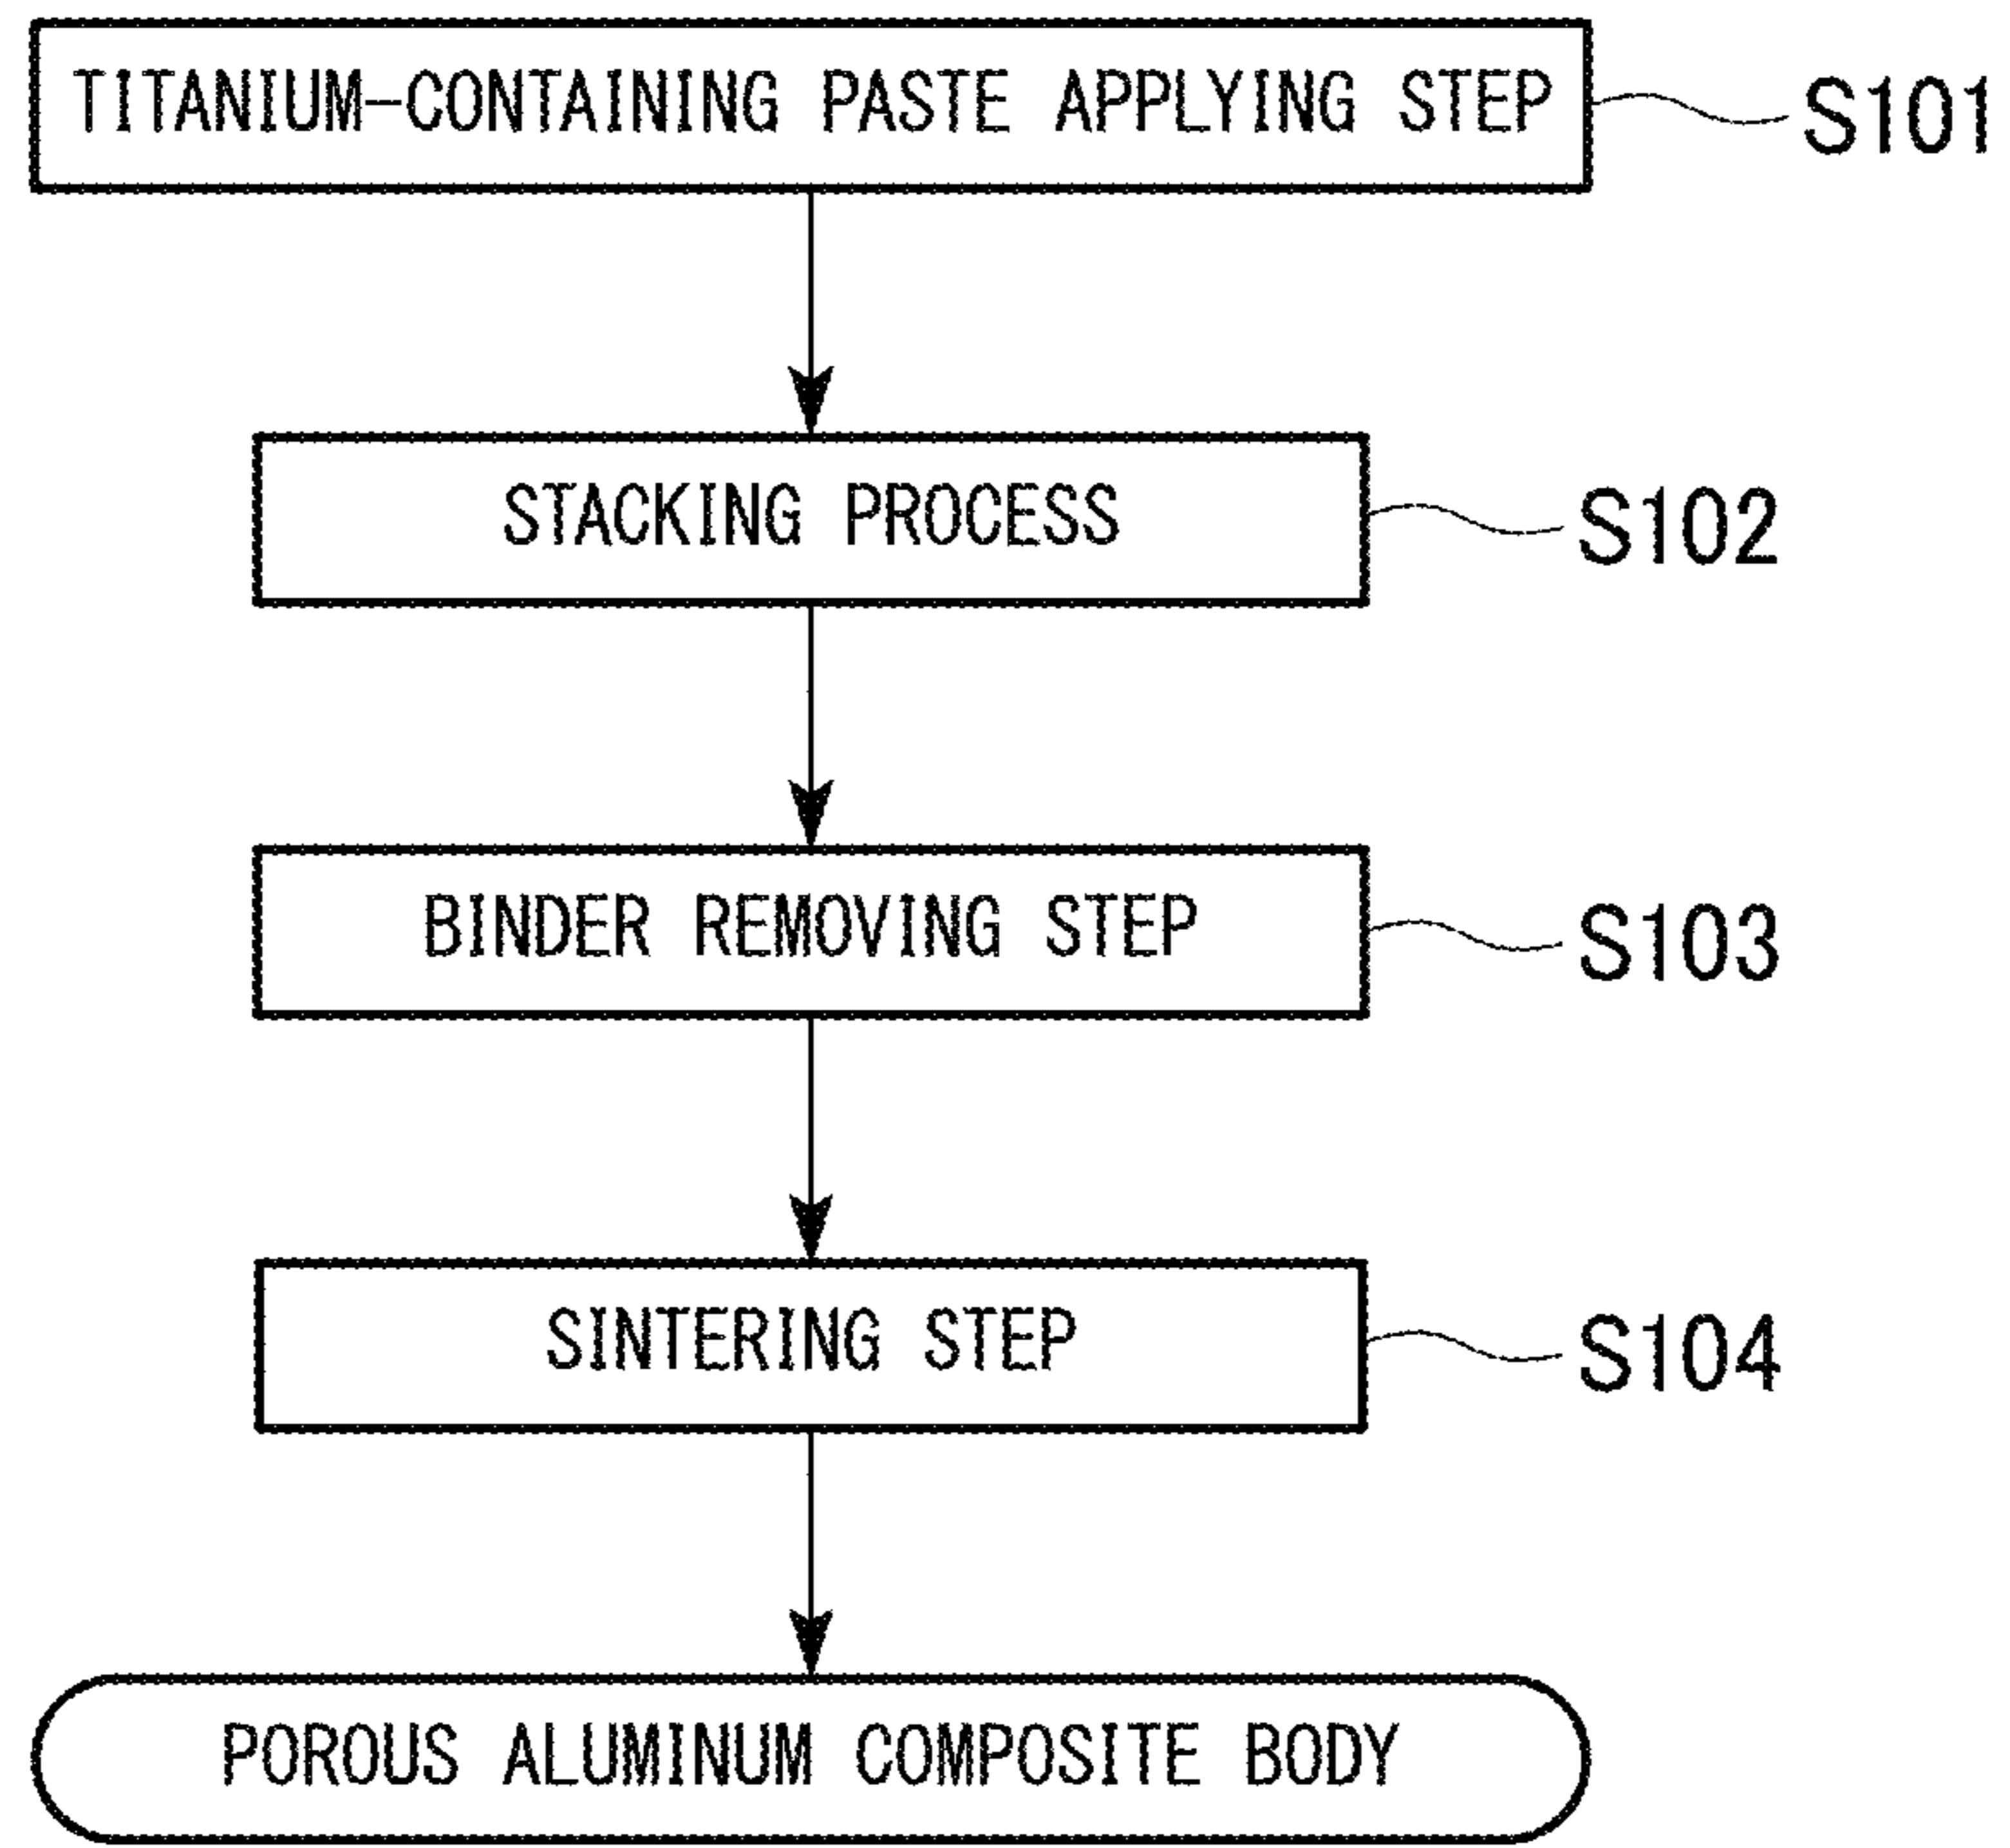 TITANIUM-CONTAINING PASTE APPLYING STEP
S101
STACKING PROCESS
S102
BINDER REMOVING STEP
S103
SINTERING STEP
S104
POROUS ALUMINUM COMPOSITE BODY